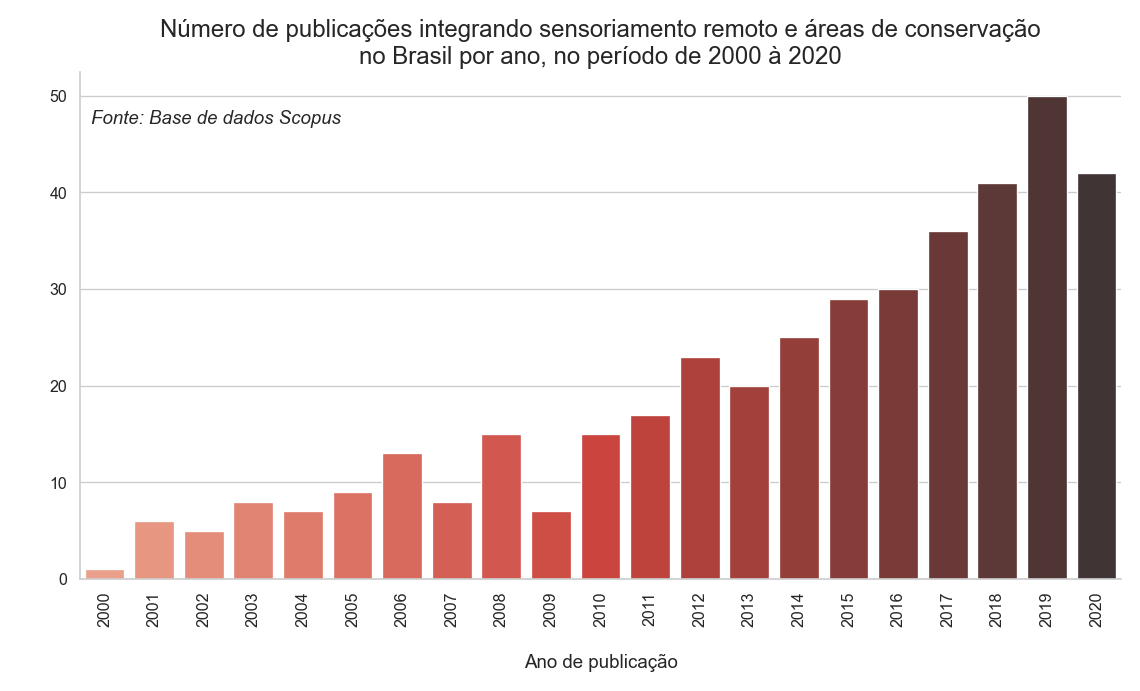 Número de publicações integrando sensoriamento remoto e áreas de conservação
no Brasil por ano, no período de 2000 à 2020
50
Fonte: Base de dados Scopus
40
30
20
10
0
2000 2001 2002 2003 2004 2005 2006 2007 2008 2009 2010 2011 2012 2013 2014 2015 2016 2017 2018 2019 2020
Ano de publicação